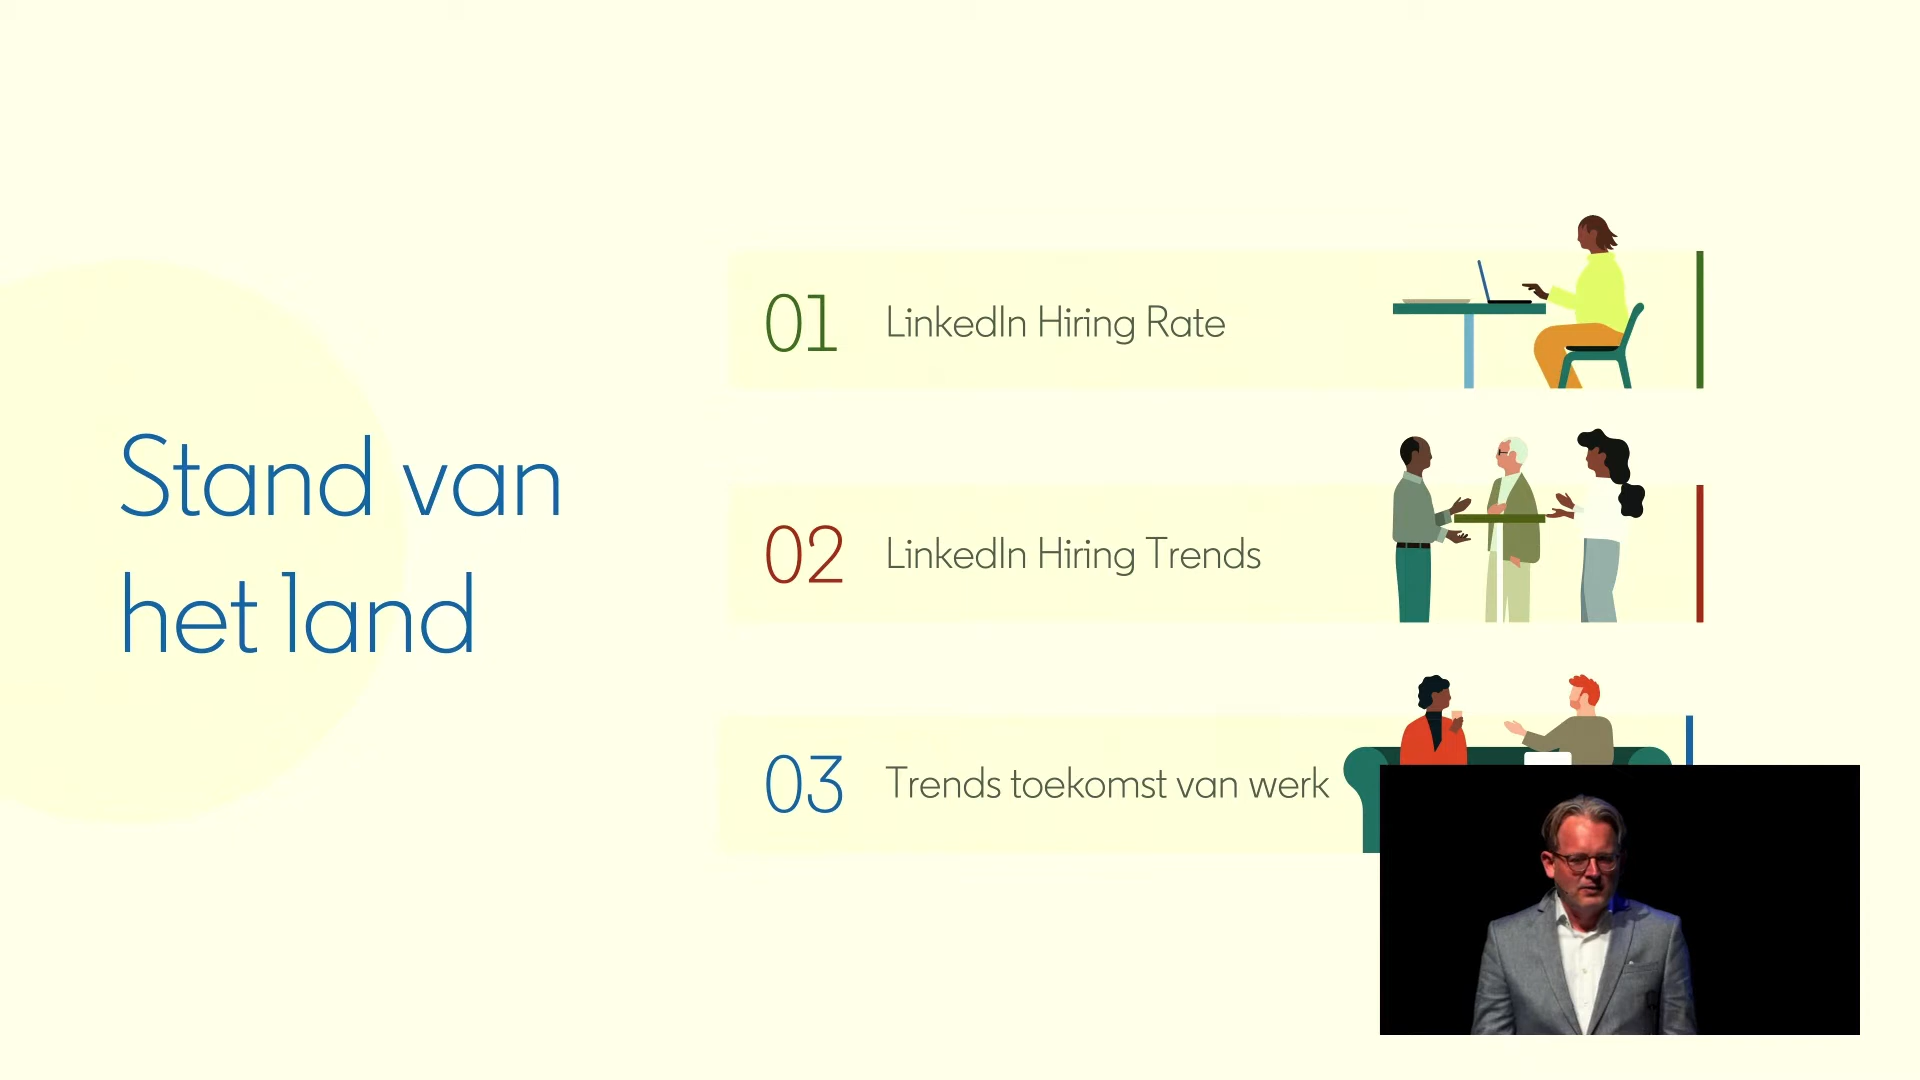 Stand van
het land
01 LinkedIn Hiring Rate
02 LinkedIn Hiring Trends
03 Trends toekomst van werk